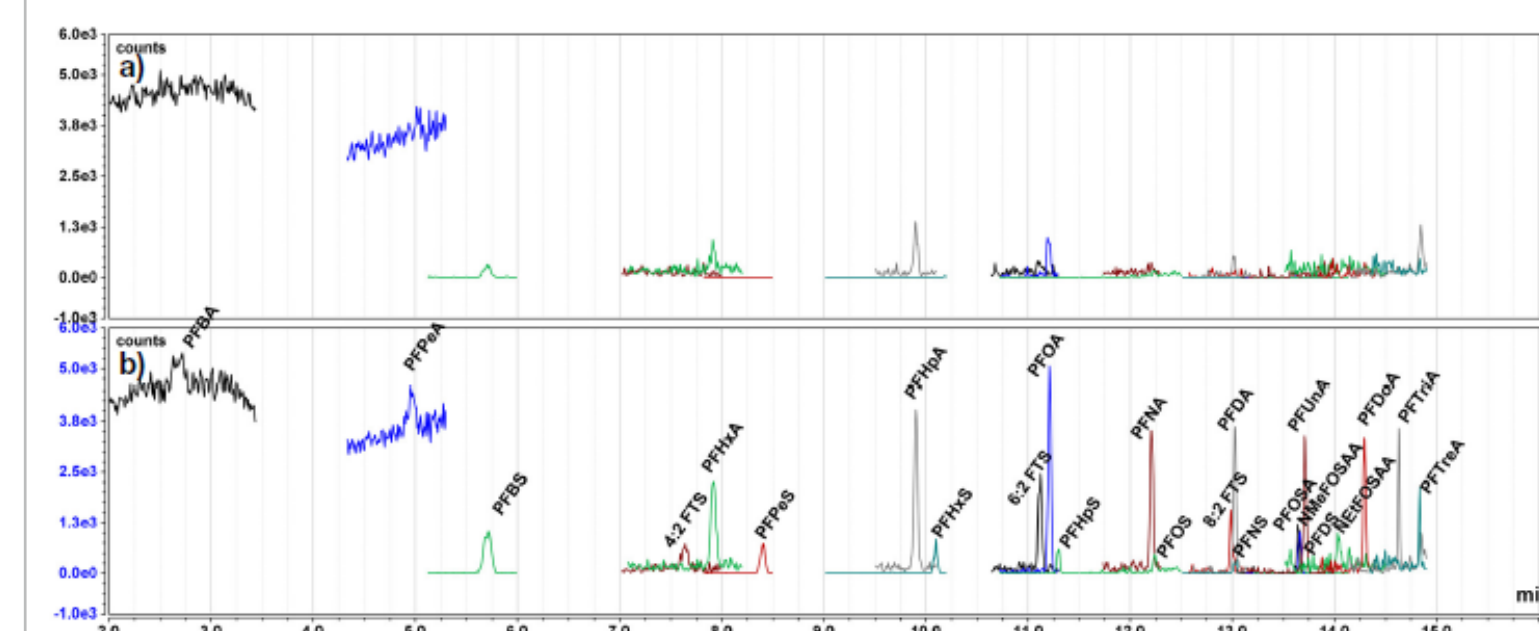 6.0e3
counts
a)
5.0e3
3.8e3
2.5e3
1.3e3
0.0e0
-1.0e3
6.0e3
counts
b)
5.0e3
3.8e3
2.5e3
1.3e3
0.0e0
-1.0e3
PFBA
PFPeA
PFBS
4:2 FTS
PFHxA
PFPeS
PFHpA
PFHxS
6:2 FTS
PFOA
PFHpS
PFNA
PFOS
8:2 FTS
PFDA
PFNS
PFOSA
PFUnA
NMeFOSAA
PFDS
NEtFOSAA
PFDoA
PFTriA
PFTreA
mi